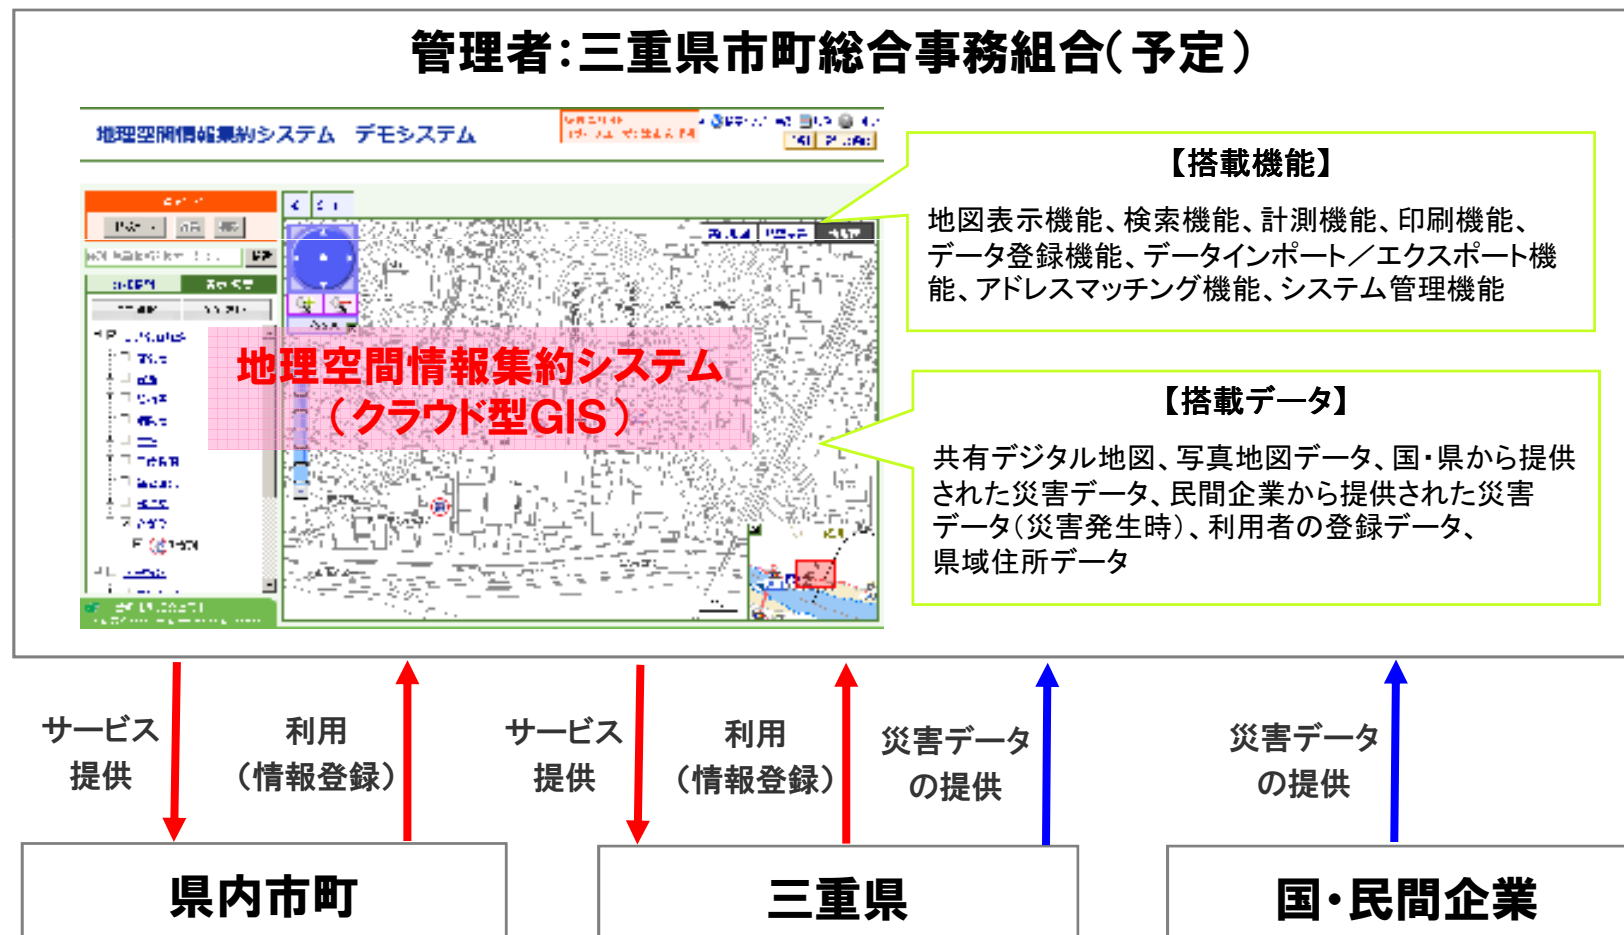 管理者：三重県市町総合事務組合（予定）
地理空間情報集約システム　デモシステム
【搭載機能】
地図表示機能、検索機能、計測機能、印刷機能、
データ登録機能、データインポート／エクスポート機
能、アドレスマッチング機能、システム管理機能
地理空間情報集約システム
（クラウド型GIS）
【搭載データ】
共有デジタル地図、写真地図データ、国・県から提供
された災害データ、民間企業から提供された災害
データ（災害発生時）、利用者の登録データ、
県域住所データ
サービス
提供
利用
（情報登録）
サービス
提供
利用
（情報登録）
災害データ
の提供
災害データ
の提供
県内市町
三重県
国・民間企業